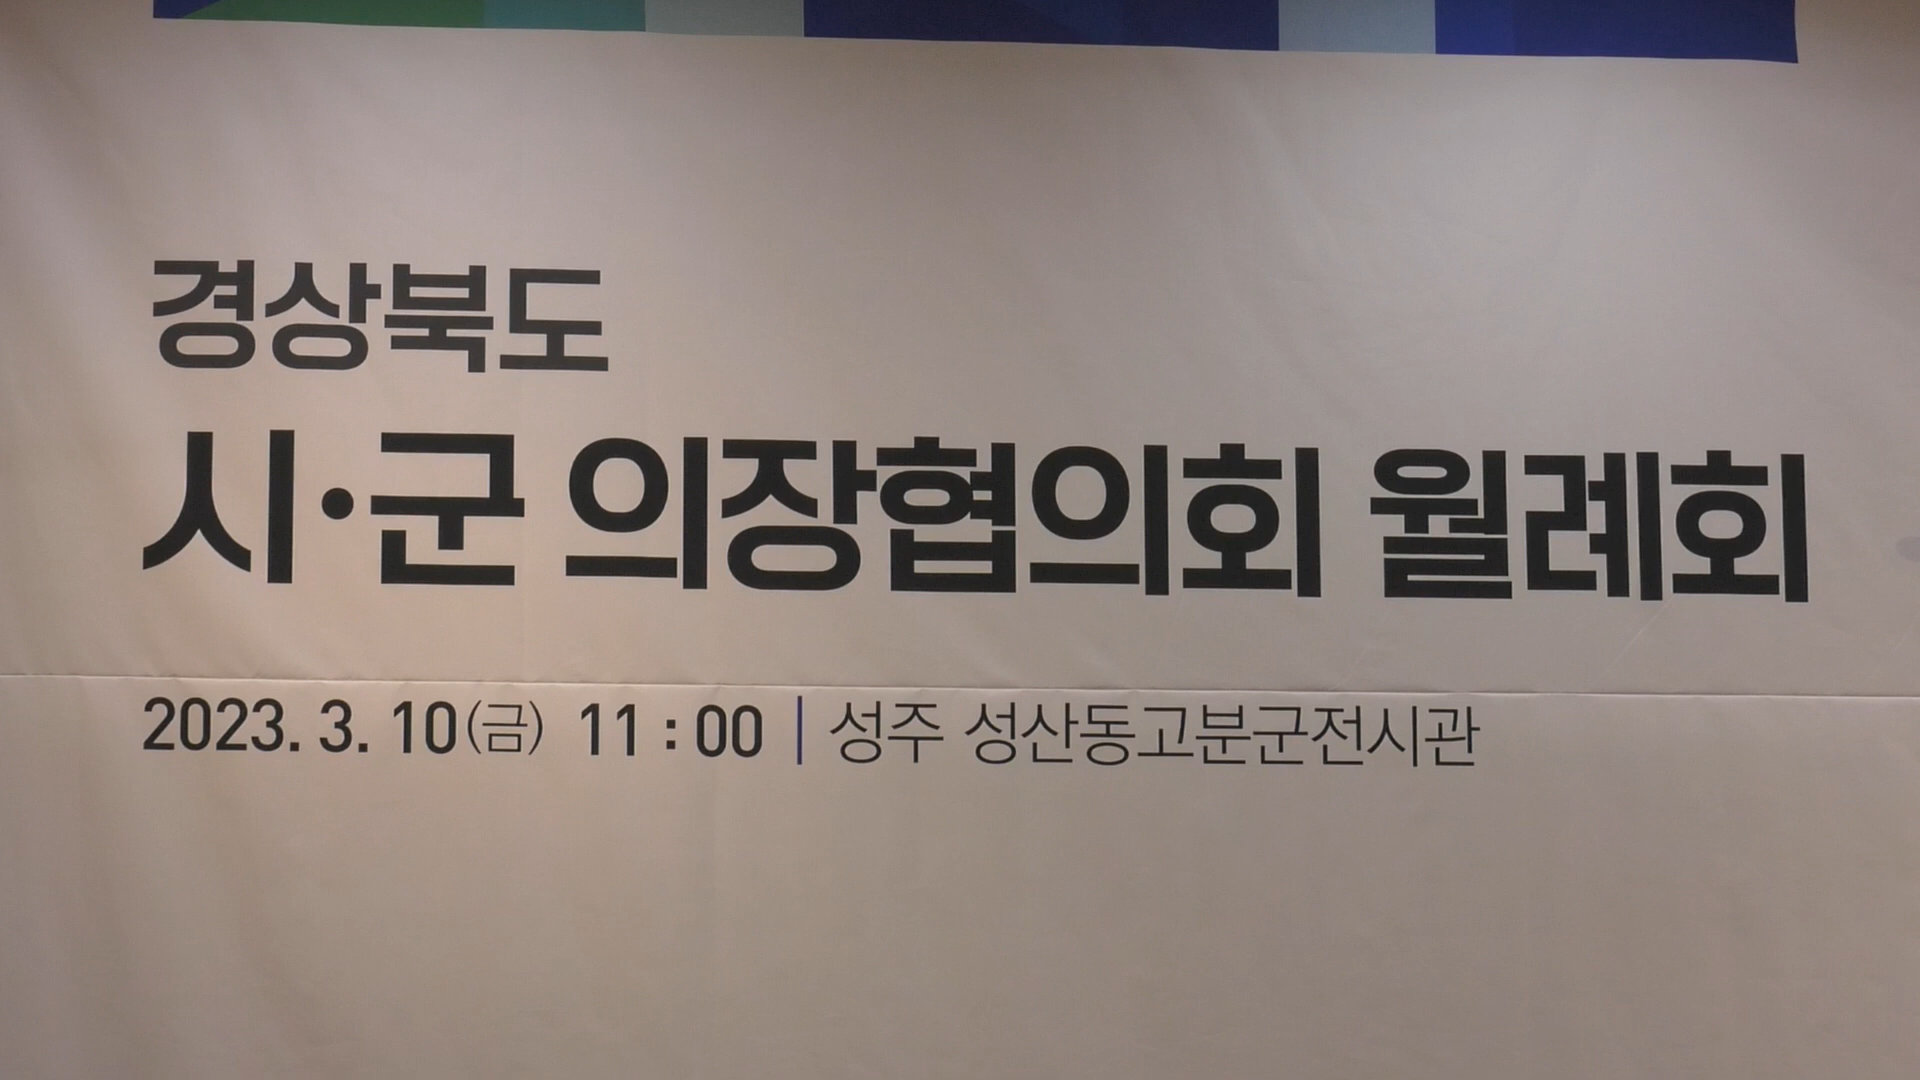 경상북도
시·군 의장협의회 월례회
2023. 3. 10(금) 11 : 00 | 성주 성산동고분군전시관